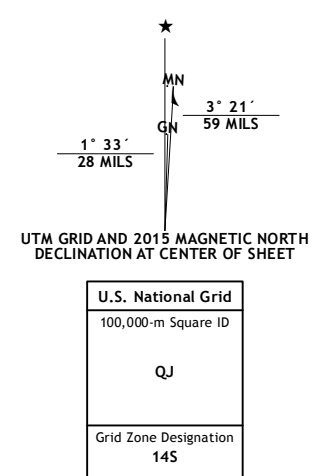 MN
3° 21´
59 MILS
GN
1° 33´
28 MILS
UTM GRID AND 2015 MAGNETIC NORTH
DECLINATION AT CENTER OF SHEET
U.S. National Grid
100,000-m Square ID
QJ
Grid Zone Designation
14S